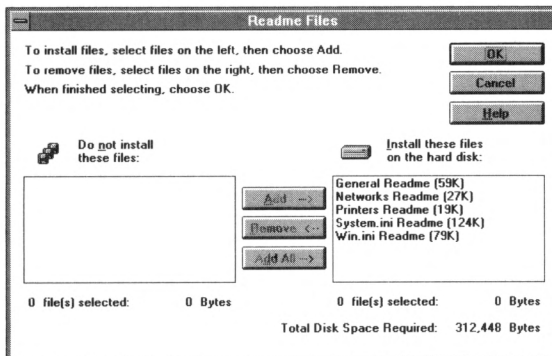 Readme Files
To install files, select files on the left, then choose Add.
To remove files, select files on the right, then choose Remove.
When finished selecting, choose OK.
OK
Cancel
Help
Do not install
these files:
Install these files
on the hard disk:
Add -->
Remove <--
Add All -->
General Readme (59K)
Networks Readme (27K)
Printers Readme (19K)
System.ini Readme (124K)
Win.ini Readme (79K)
0 file(s) selected: 0 Bytes
0 file(s) selected: 0 Bytes
Total Disk Space Required: 312,448 Bytes